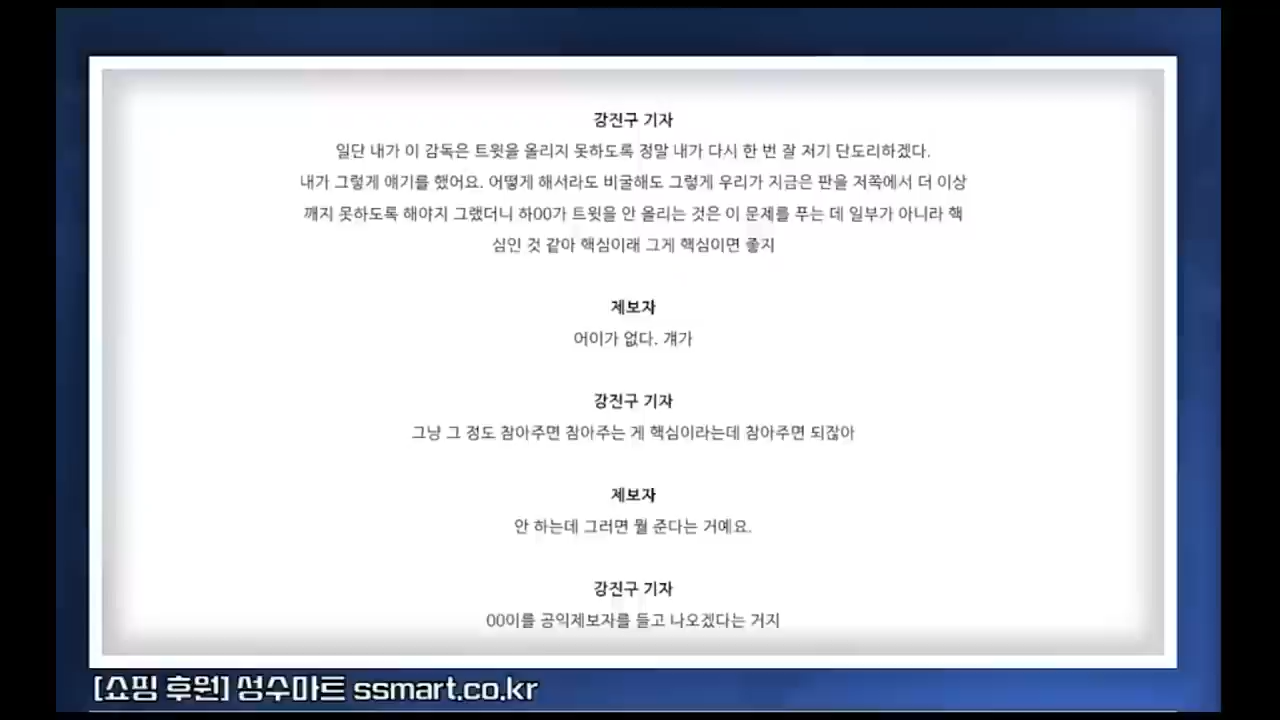 강진구 기자
일단 내가 이 감독은 트윗을 올리지 못하도록 정말 내가 다시 한 번 잘 저기 단도리하겠다.
내가 그렇게 얘기를 했어요. 어떻게 해서라도 비굴해도 그렇게 우리가 지금은 판을 저쪽에서 더 이상
깨지 못하도록 해야지 그랬더니 하00가 트윗을 안 올리는 것은 이 문제를 푸는 데 일부가 아니라 핵
심인 것 같아 핵심이래 그게 핵심이면 좋지
제보자
어이가 없다. 걔가
강진구 기자
그냥 그 정도 참아주면 참아주는 게 핵심이라는데 참아주면 되잖아
제보자
안 하는데 그러면 뭘 준다는 거예요.
강진구 기자
00이를 공익제보자를 들고 나오겠다는 거지
[쇼핑 후원] 성수마트 ssmart.co.kr